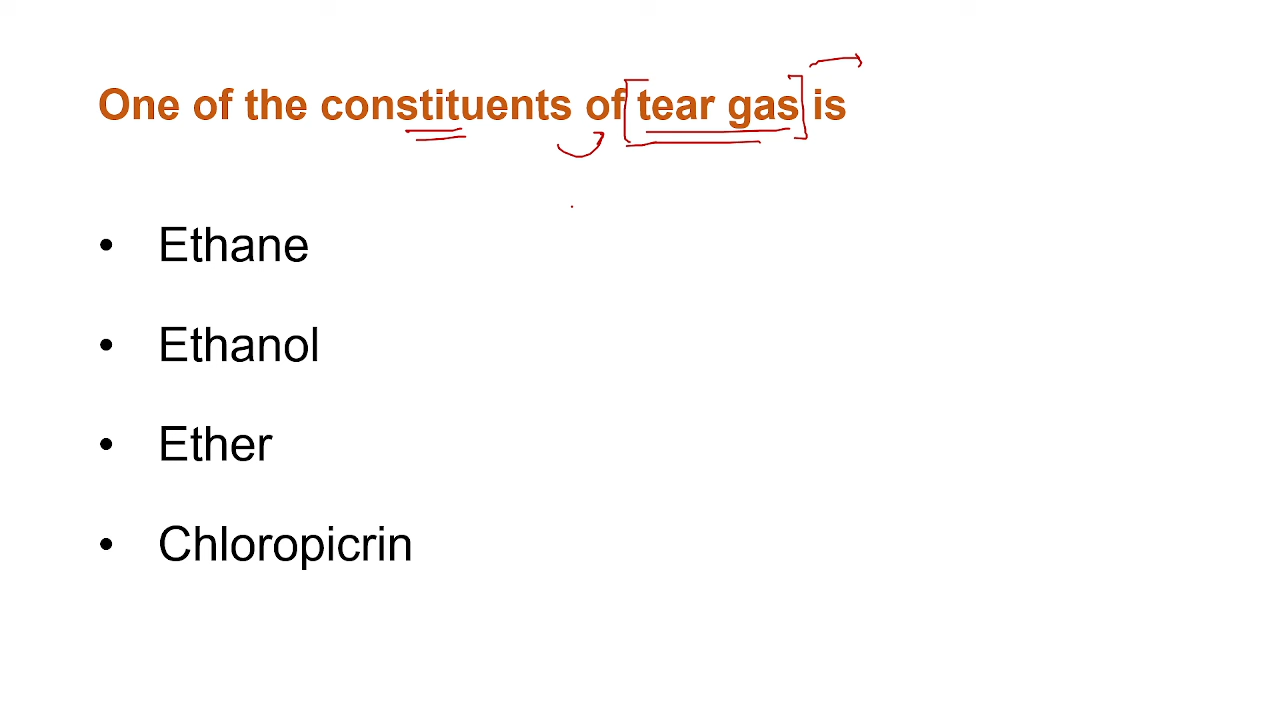 One of the constituents of tear gas is
• Ethane
• Ethanol
• Ether
• Chloropicrin